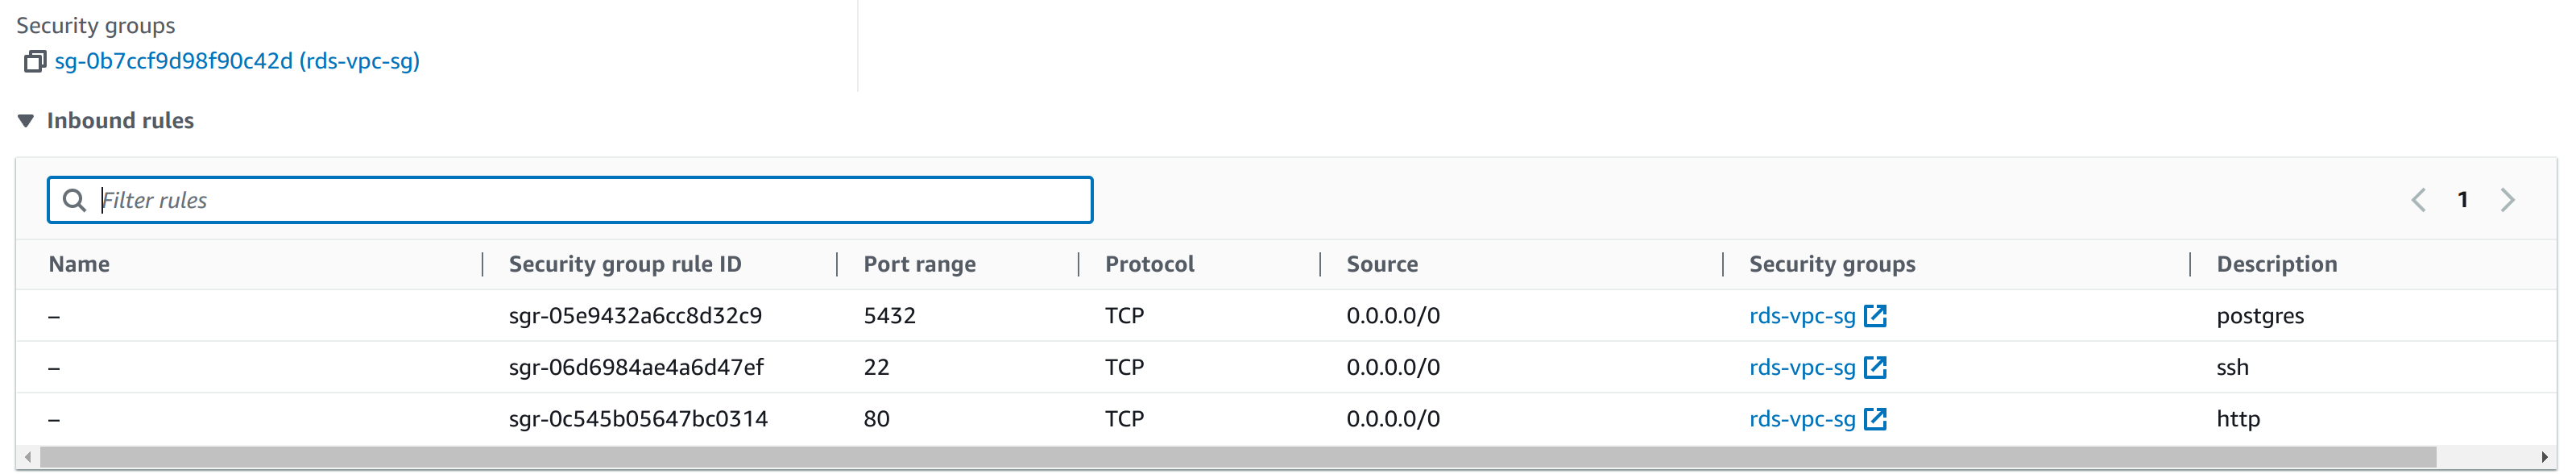 Security groups
sg-0b7ccf9d98f90c42d (rds-vpc-sg)
Inbound rules
Filter rules
1
Name Security group rule ID Port range Protocol Source Security groups Description
– sgr-05e9432a6cc8d32c9 5432 TCP 0.0.0.0/0 rds-vpc-sg postgres
– sgr-06d6984ae4a6d47ef 22 TCP 0.0.0.0/0 rds-vpc-sg ssh
– sgr-0c545b05647bc0314 80 TCP 0.0.0.0/0 rds-vpc-sg http